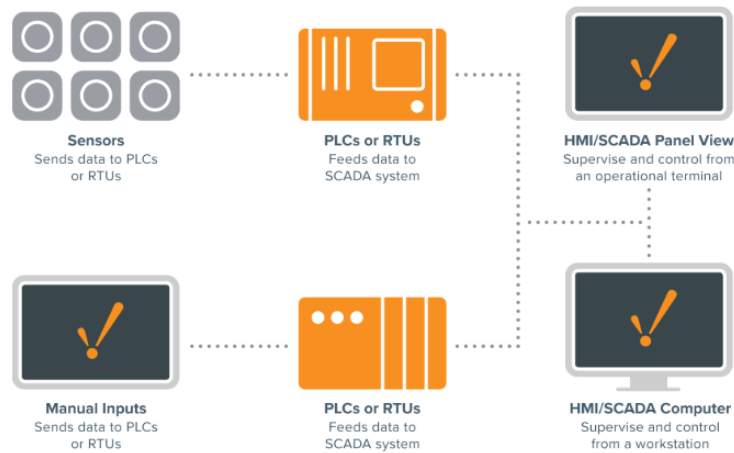 Sensors
Sends data to PLCs
or RTUs
PLCs or RTUs
Feeds data to
SCADA system
HMI/SCADA Panel View
Supervise and control from
an operational terminal
Manual Inputs
Sends data to PLCs
or RTUs
PLCs or RTUs
Feeds data to
SCADA system
HMI/SCADA Computer
Supervise and control
from a workstation